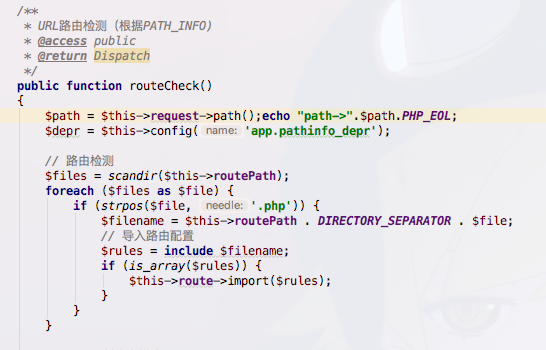 /**
 * URL路由检测（根据PATH_INFO)
 * @access public
 * @return Dispatch
 */
public function routeCheck()
{
    $path = $this->request->path();echo "path->".$path.PHP_EOL;
    $depr = $this->config( name: 'app.pathinfo_depr');
    // 路由检测
    $files = scandir($this->routePath);
    foreach ($files as $file) {
        if (strpos($file, needle: '.php')) {
            $filename = $this->routePath . DIRECTORY_SEPARATOR . $file;
            // 导入路由配置
            $rules = include $filename;
            if (is_array($rules)) {
                $this->route->import($rules);
            }
        }
    }